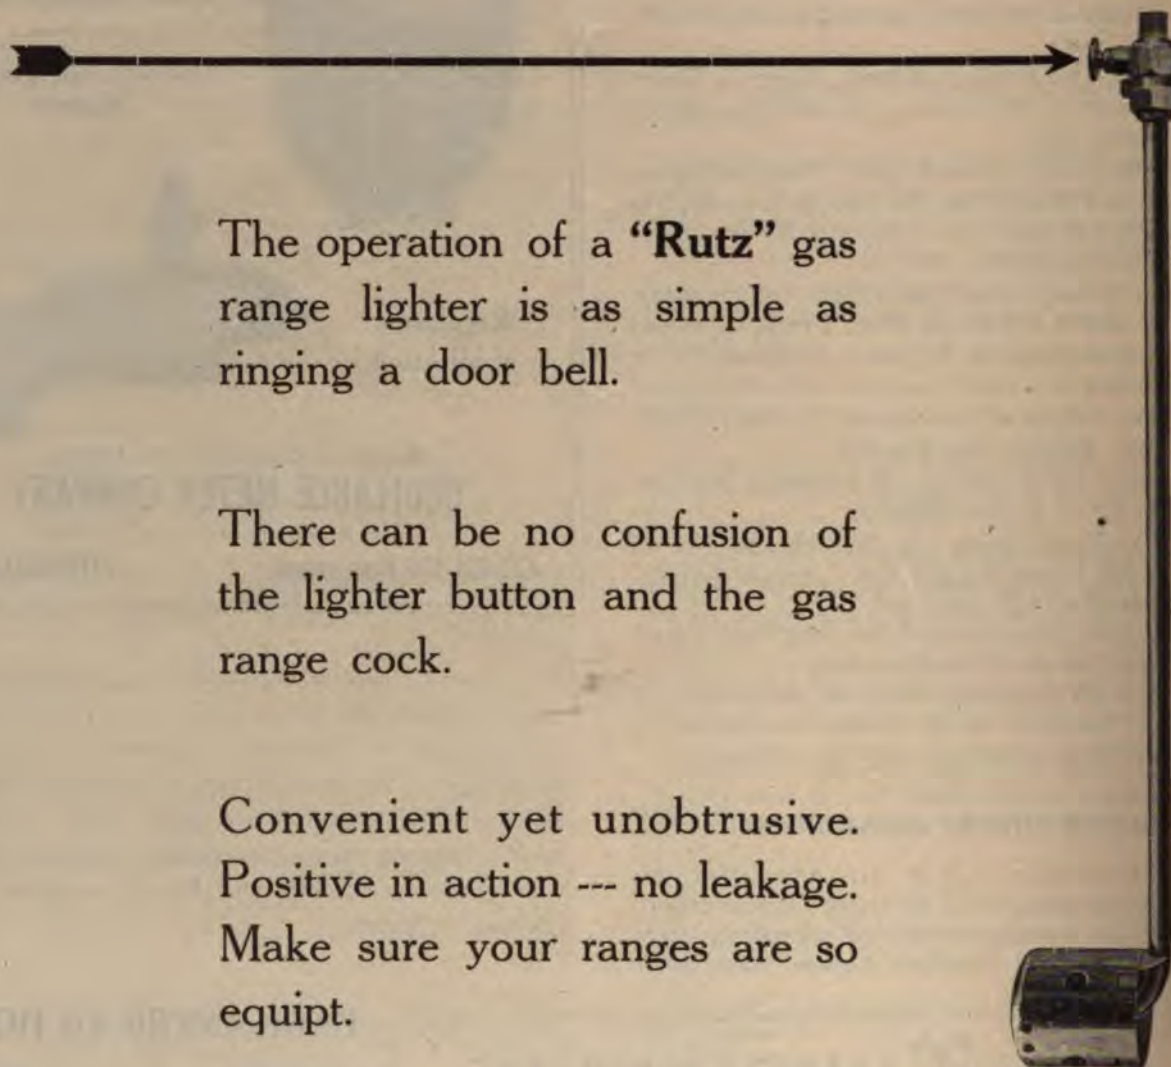 The operation of a “Rutz” gas
range lighter is as simple as
ringing a door bell.
There can be no confusion of
the lighter button and the gas
range cock.
Convenient yet unobtrusive.
Positive in action --- no leakage.
Make sure your ranges are so
equipt.